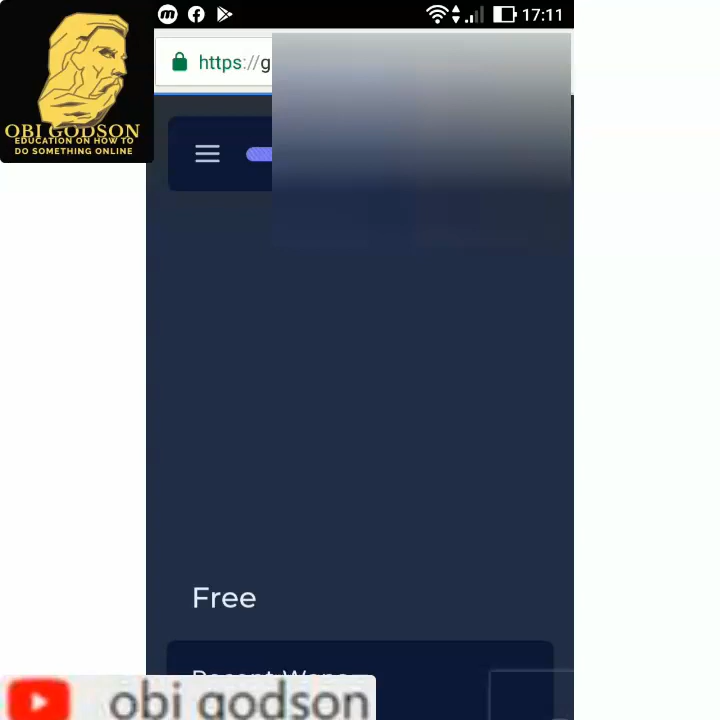 17:11
https://g
OBI GODSON
EDUCATION ON HOW TO
DO SOMETHING ONLINE
Free
obi godson